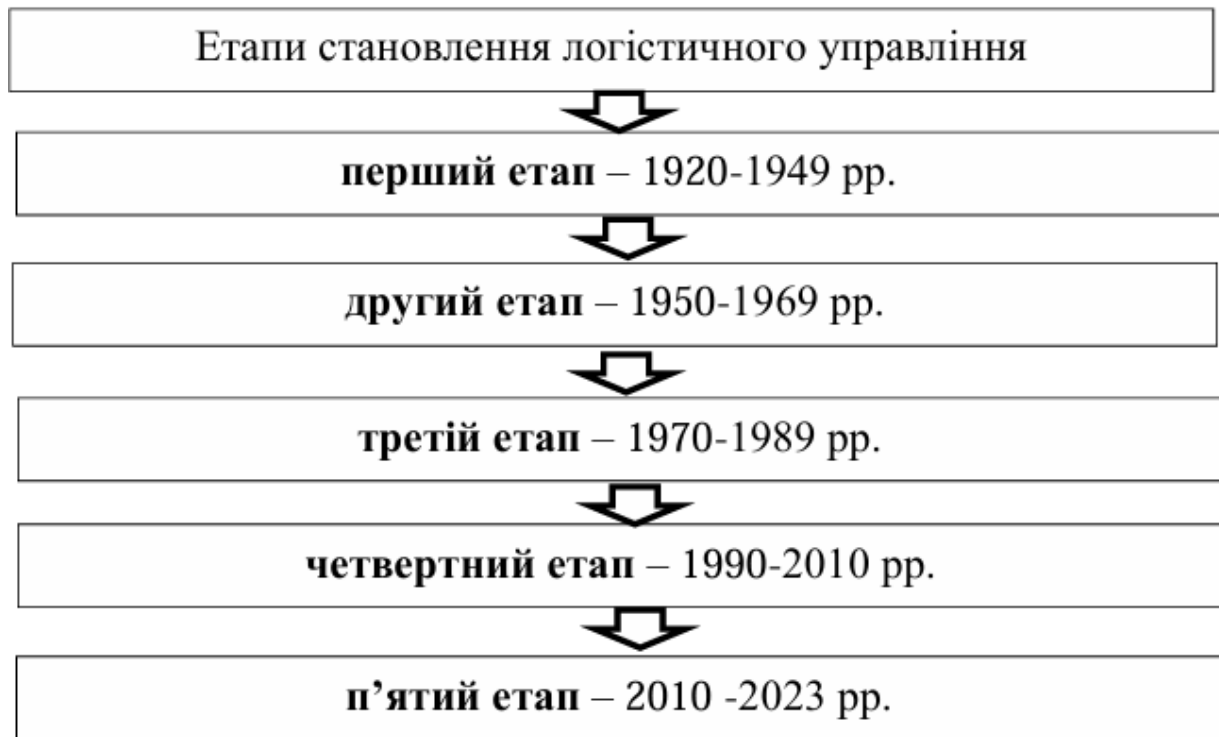 Етапи становлення логістичного управління
перший етап – 1920-1949 рр.
другий етап – 1950-1969 рр.
третій етап – 1970-1989 рр.
четвертний етап – 1990-2010 рр.
п’ятий етап – 2010 -2023 рр.